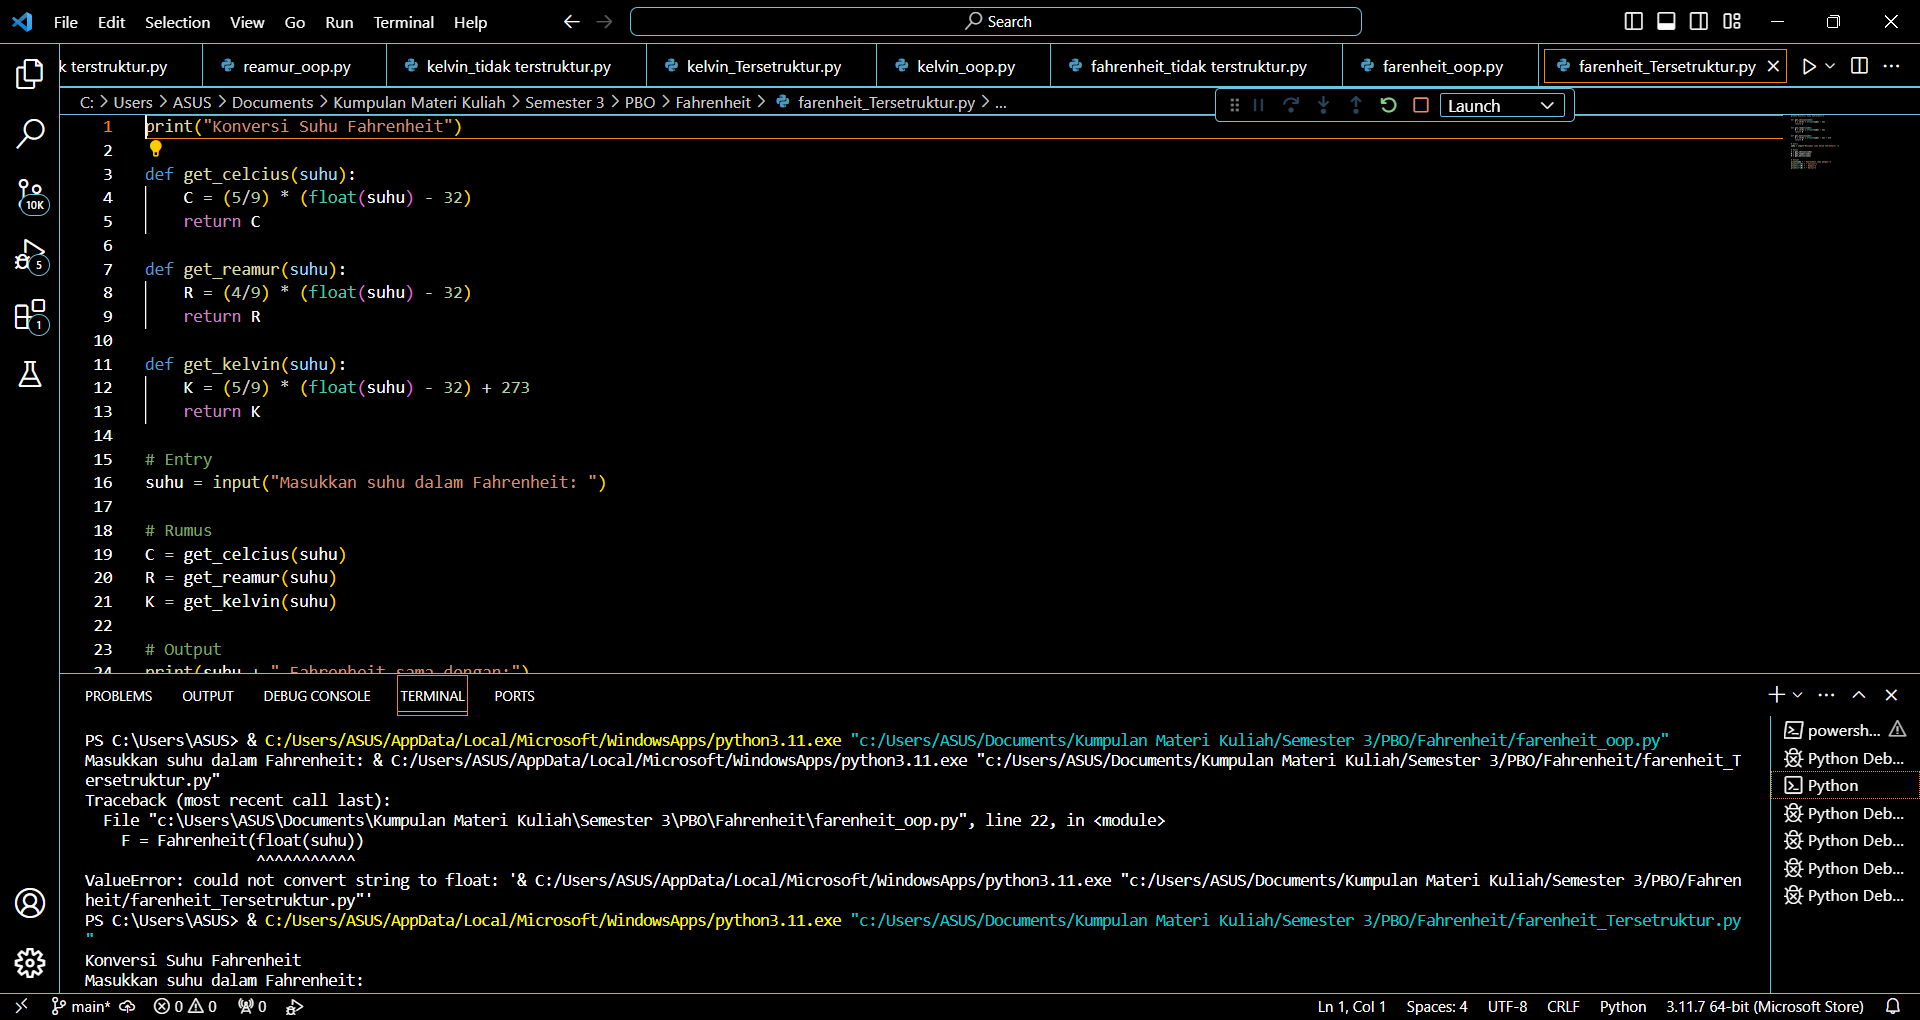 File Edit Selection View Go Run Terminal Help Search
k terstruktur.py reamur_oop.py kelvin_tidak terstruktur.py kelvin_Tersetruktur.py kelvin_oop.py fahrenheit_tidak terstruktur.py farenheit_oop.py farenheit_Tersetruktur.py
C: > Users > ASUS > Documents > Kumpulan Materi Kuliah > Semester 3 > PBO > Fahrenheit > farenheit_Tersetruktur.py > ... Launch
1 print("Konversi Suhu Fahrenheit")
2
3 def get_celcius(suhu):
4     C = (5/9) * (float(suhu) - 32)
5     return C
6
7 def get_reamur(suhu):
8     R = (4/9) * (float(suhu) - 32)
9     return R
10
11 def get_kelvin(suhu):
12     K = (5/9) * (float(suhu) - 32) + 273
13     return K
14
15 # Entry
16 suhu = input("Masukkan suhu dalam Fahrenheit: ")
17
18 # Rumus
19 C = get_celcius(suhu)
20 R = get_reamur(suhu)
21 K = get_kelvin(suhu)
22
23 # Output
24 print(suhu + " Fahrenheit sama dengan:")
10K
5
1
PROBLEMS OUTPUT DEBUG CONSOLE TERMINAL PORTS
PS C:\Users\ASUS> & C:/Users/ASUS/AppData/Local/Microsoft/WindowsApps/python3.11.exe "c:/Users/ASUS/Documents/Kumpulan Materi Kuliah/Semester 3/PBO/Fahrenheit/farenheit_oop.py"
Masukkan suhu dalam Fahrenheit: & C:/Users/ASUS/AppData/Local/Microsoft/WindowsApps/python3.11.exe "c:/Users/ASUS/Documents/Kumpulan Materi Kuliah/Semester 3/PBO/Fahrenheit/farenheit_T
ersetruktur.py"
Traceback (most recent call last):
  File "c:\Users\ASUS\Documents\Kumpulan Materi Kuliah\Semester 3\PBO\Fahrenheit\farenheit_oop.py", line 22, in <module>
    F = Fahrenheit(float(suhu))
                   ^^^^^^^^^^^
ValueError: could not convert string to float: '& C:/Users/ASUS/AppData/Local/Microsoft/WindowsApps/python3.11.exe "c:/Users/ASUS/Documents/Kumpulan Materi Kuliah/Semester 3/PBO/Fahren
heit/farenheit_Tersetruktur.py"'
PS C:\Users\ASUS> & C:/Users/ASUS/AppData/Local/Microsoft/WindowsApps/python3.11.exe "c:/Users/ASUS/Documents/Kumpulan Materi Kuliah/Semester 3/PBO/Fahrenheit/farenheit_Tersetruktur.py
"
Konversi Suhu Fahrenheit
Masukkan suhu dalam Fahrenheit:
powersh...
Python Deb...
Python
Python Deb...
Python Deb...
Python Deb...
Python Deb...
main* 0 0 0 Ln 1, Col 1 Spaces: 4 UTF-8 CRLF Python 3.11.7 64-bit (Microsoft Store)